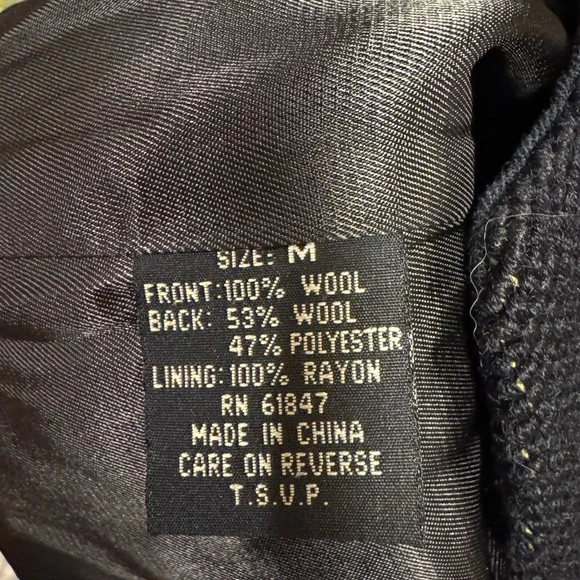 SIZE: M
FRONT:100% WOOL
BACK: 53% WOOL
47% POLYESTER
LINING:100% RAYON
RN 61847
MADE IN CHINA
CARE ON REVERSE
T.S.V.P.